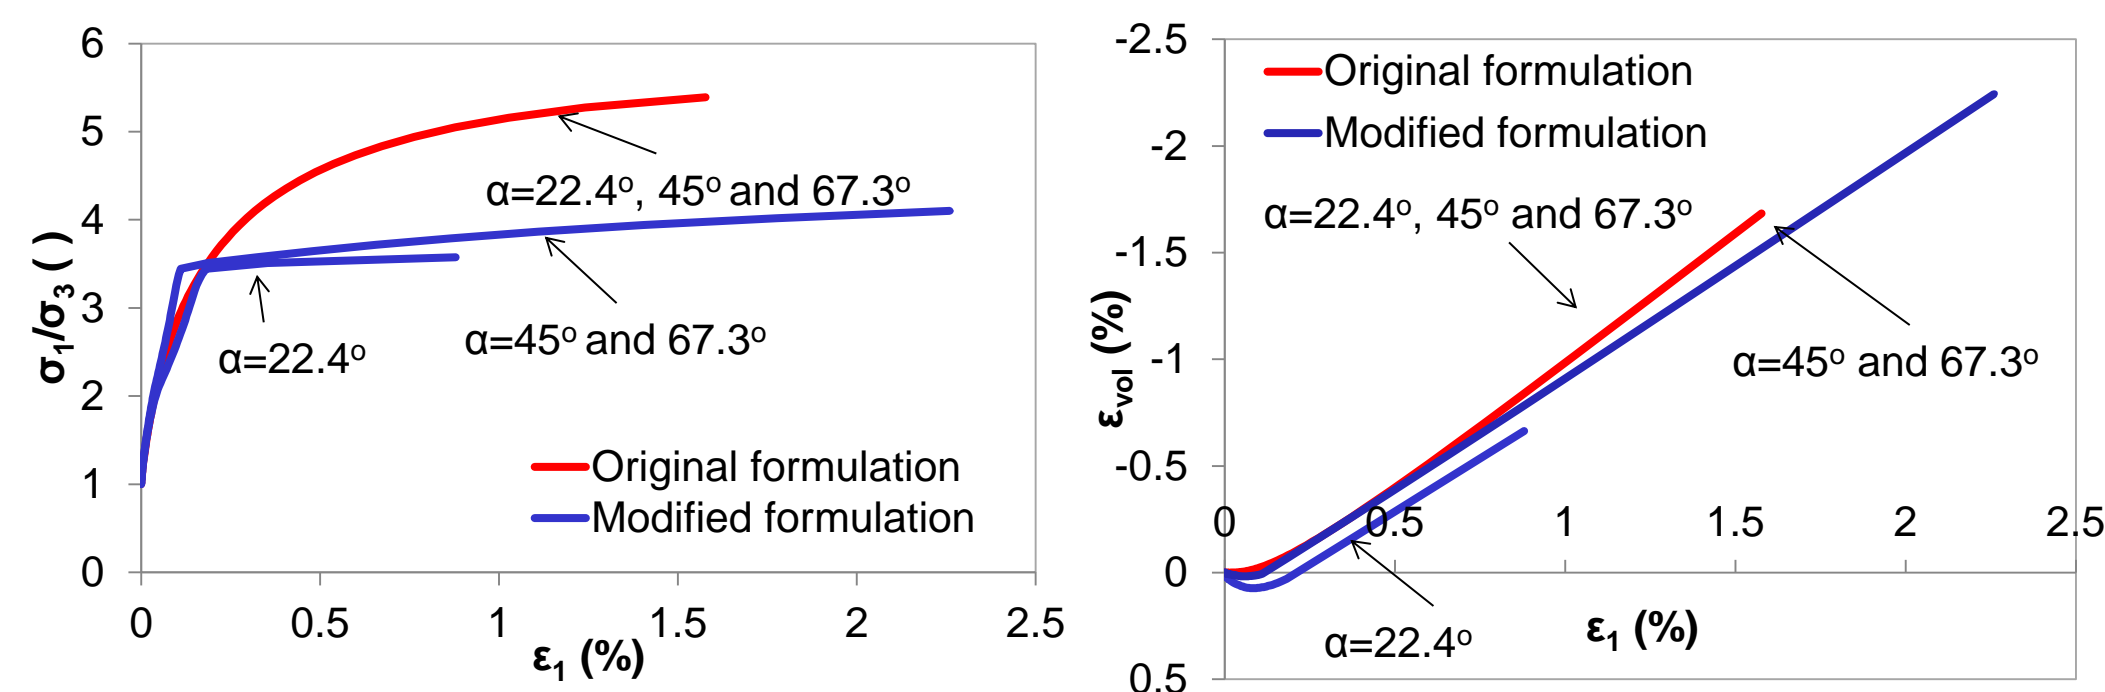 6
5
4
3
2
1
0
σ₁/σ₃ ( )
α=22.4º, 45º and 67.3º
α=22.4º
α=45º and 67.3º
Original formulation
Modified formulation
0 0.5 1 1.5 2 2.5
ε₁ (%)
-2.5
-2
-1.5
-1
-0.5
0
0.5
εvol (%)
Original formulation
Modified formulation
α=22.4º, 45º and 67.3º
α=45º and 67.3º
0 0.5 1 1.5 2 2.5
α=22.4º
ε₁ (%)